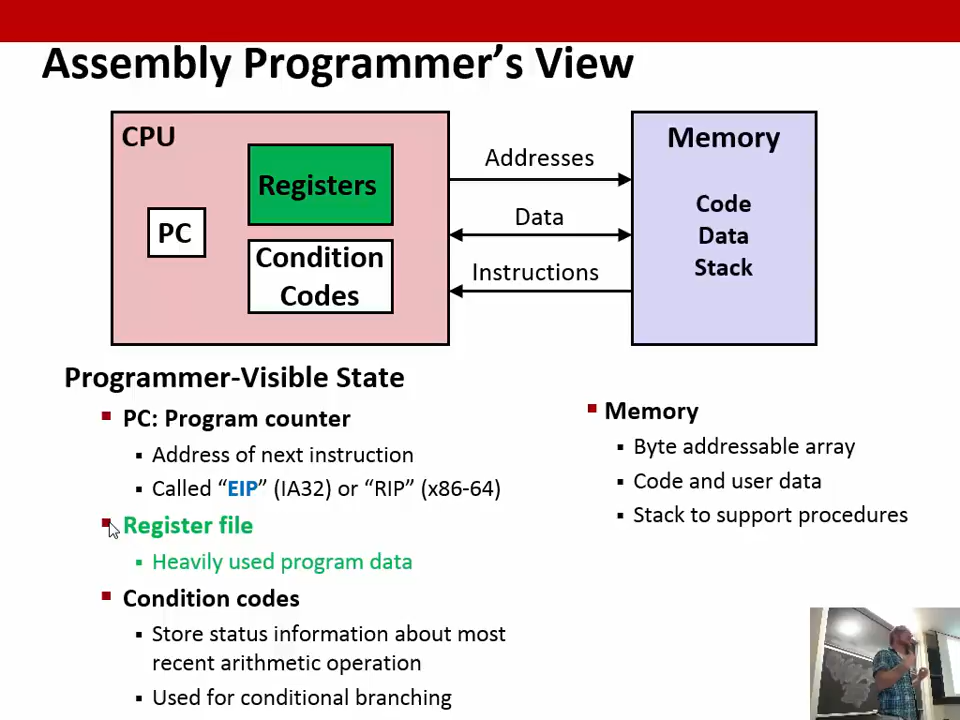 Assembly Programmer’s View
CPU
Registers
PC
Condition
Codes
Addresses
Data
Instructions
Memory
Code
Data
Stack
Programmer-Visible State
PC: Program counter
Address of next instruction
Called “EIP” (IA32) or “RIP” (x86-64)
Register file
Heavily used program data
Condition codes
Store status information about most
recent arithmetic operation
Used for conditional branching
Memory
Byte addressable array
Code and user data
Stack to support procedures